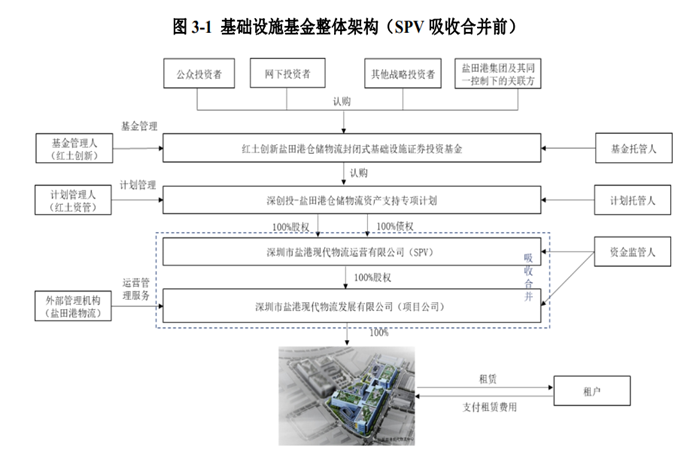 图 3-1 基础设施基金整体架构（SPV 吸收合并前）
公众投资者
网下投资者
其他战略投资者
盐田港集团及其同
一控制下的关联方
认购
基金管理
基金管理人
（红土创新）
红土创新盐田港仓储物流封闭式基础设施证券投资基金
基金托管人
认购
计划管理
计划管理人
（红土资管）
深创投-盐田港仓储物流资产支持专项计划
计划托管人
100%股权
100%债权
深圳市盐港现代物流运营有限公司（SPV）
资金监管人
吸收合并
100%股权
运营管
理服务
外部管理机构
（盐田港物流）
深圳市盐港现代物流发展有限公司（项目公司）
100%
租赁
租户
支付租赁费用